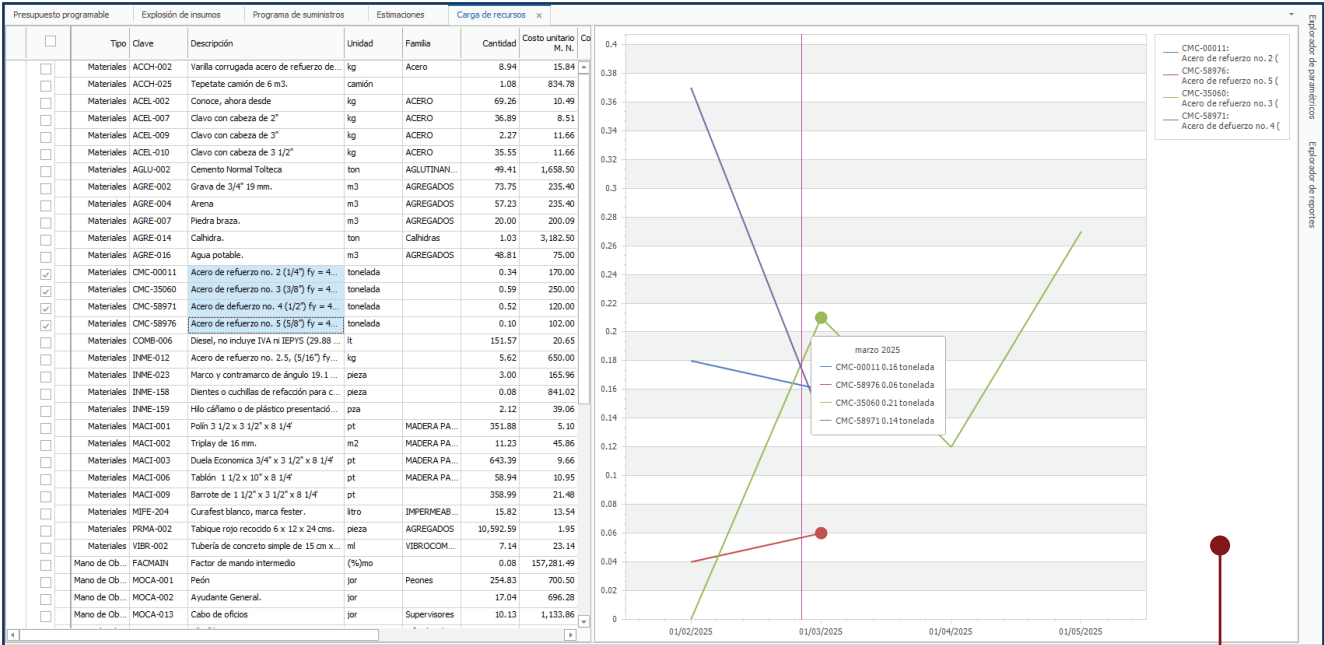 Presupuesto programable Explosión de insumos Programa de suministros Estimaciones Carga de recursos ×
Tipo Clave Descripción Unidad Familia Cantidad Costo unitario M. N. Co
Materiales ACCH-002 Varilla corrugada acero de refuerzo de... kg Acero 8.94 15.84
Materiales ACCH-025 Tepetate camión de 6 m3. camión 1.08 834.78
Materiales ACEL-002 Conoce, ahora desde kg ACERO 69.26 10.49
Materiales ACEL-007 Clavo con cabeza de 2" kg ACERO 36.89 8.51
Materiales ACEL-009 Clavo con cabeza de 3" kg ACERO 2.27 11.66
Materiales ACEL-010 Clavo con cabeza de 3 1/2" kg ACERO 35.55 11.66
Materiales AGLU-002 Cemento Normal Tolteca ton AGLUTINAN... 49.41 1,658.50
Materiales AGRE-002 Grava de 3/4" 19 mm. m3 AGREGADOS 73.75 235.40
Materiales AGRE-004 Arena m3 AGREGADOS 57.23 235.40
Materiales AGRE-007 Piedra braza. m3 AGREGADOS 20.00 200.09
Materiales AGRE-014 Calhidra. ton Calhidras 1.03 3,182.50
Materiales AGRE-016 Agua potable. m3 AGREGADOS 48.81 75.00
Materiales CMC-00011 Acero de refuerzo no. 2 (1/4") fy = 4... tonelada 0.34 170.00
Materiales CMC-35060 Acero de refuerzo no. 3 (3/8") fy = 4... tonelada 0.59 250.00
Materiales CMC-58971 Acero de defuerzo no. 4 (1/2") fy = 4... tonelada 0.52 120.00
Materiales CMC-58976 Acero de refuerzo no. 5 (5/8") fy = 4... tonelada 0.10 102.00
Materiales COMB-006 Diesel, no incluye IVA ni IEPYS (29.88 ... lt 151.57 20.65
Materiales INME-012 Acero de refuerzo no. 2.5, (5/16") fy... kg 5.62 650.00
Materiales INME-023 Marco y contramarco de ángulo 19.1 ... pieza 3.00 165.96
Materiales INME-158 Dientes o cuchillas de refacción para c... pieza 0.08 841.02
Materiales INME-159 Hilo cáñamo o de plástico presentació... pza 2.12 39.06
Materiales MACI-001 Polín 3 1/2 x 3 1/2" x 8 1/4' pt MADERA PA... 351.88 5.10
Materiales MACI-002 Triplay de 16 mm. m2 MADERA PA... 11.23 45.86
Materiales MACI-003 Duela Economica 3/4" x 3 1/2" x 8 1/4' pt MADERA PA... 643.39 9.66
Materiales MACI-006 Tablón 1 1/2 x 10" x 8 1/4' pt MADERA PA... 58.94 10.95
Materiales MACI-009 Barrote de 1 1/2" x 3 1/2" x 8 1/4' pt 358.99 21.48
Materiales MIFE-204 Curafest blanco, marca fester. litro IMPERMEAB... 15.82 13.54
Materiales PRMA-002 Tabique rojo recocido 6 x 12 x 24 cms. pieza AGREGADOS 10,592.59 1.95
Materiales VIBR-002 Tubería de concreto simple de 15 cm x... ml VIBROCOM... 7.14 23.14
Mano de Ob... FACMAIN Factor de mando intermedio (%)mo 0.08 157,281.49
Mano de Ob... MOCA-001 Peón jor Peones 254.83 700.50
Mano de Ob... MOCA-002 Ayudante General. jor 17.04 696.28
Mano de Ob... MOCA-013 Cabo de oficios jor Supervisores 10.13 1,133.86
0.4
0.38
0.36
0.34
0.32
0.3
0.28
0.26
0.24
0.22
0.2
0.18
0.16
0.14
0.12
0.1
0.08
0.06
0.04
0.02
0
01/02/2025 01/03/2025 01/04/2025 01/05/2025
marzo 2025
CMC-00011 0.16 tonelada
CMC-58976 0.06 tonelada
CMC-35060 0.21 tonelada
CMC-58971 0.14 tonelada
CMC-00011:
Acero de refuerzo no. 2 (
CMC-58976:
Acero de refuerzo no. 5 (
CMC-35060:
Acero de refuerzo no. 3 (
CMC-58971:
Acero de defuerzo no. 4 (
Explorador de paramétricos
Explorador de reportes